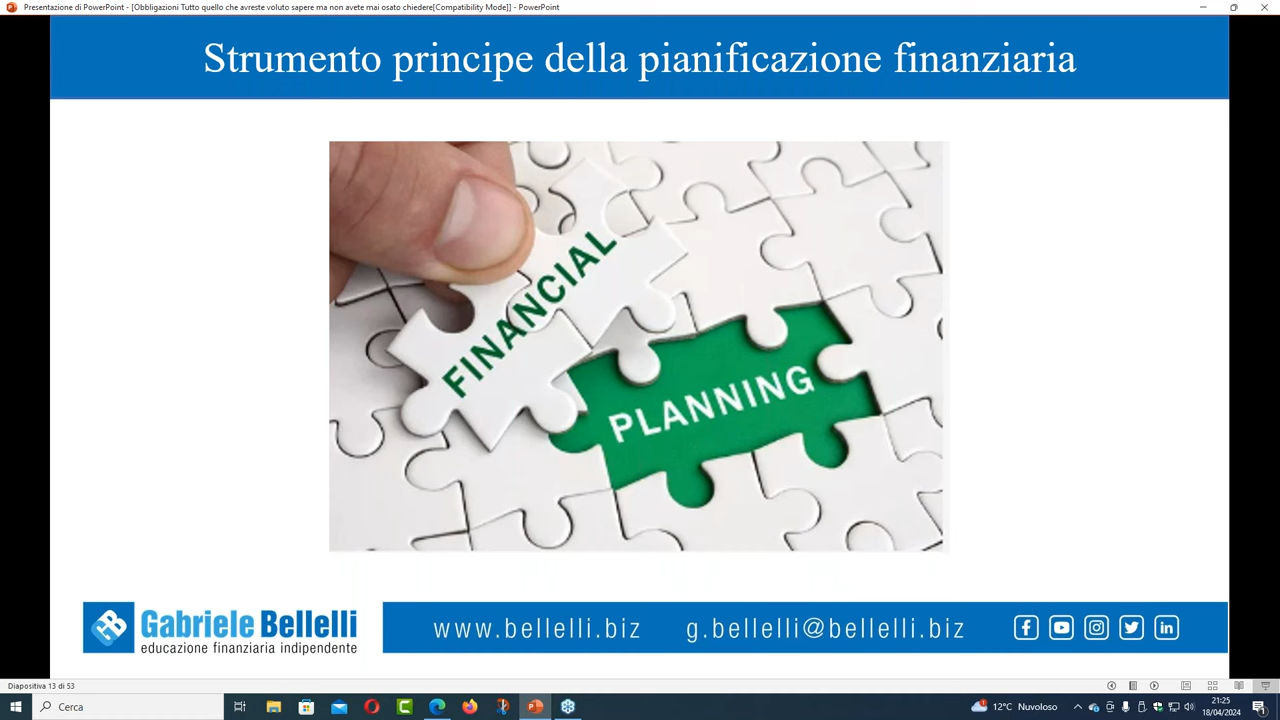 Presentazione di PowerPoint - [Obbligazioni Tutto quello che avreste voluto sapere ma non avete mai osato chiedere[Compatibility Mode]] - PowerPoint
Strumento principe della pianificazione finanziaria
FINANCIAL
PLANNING
Gabriele Bellelli
educazione finanziaria indipendente
www.bellelli.biz g.bellelli@bellelli.biz
Diapositiva 13 di 53
Cerca
12°C Nuvoloso
21:25
18/04/2024
1